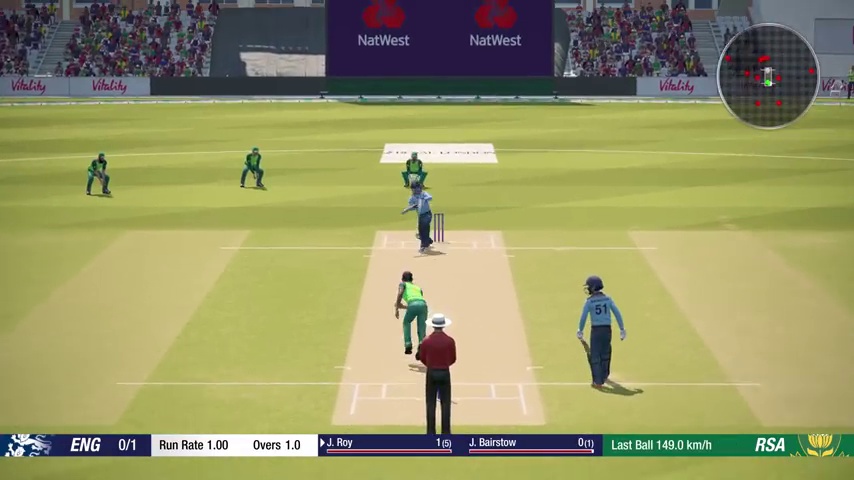 NatWest NatWest
Vitality Vitality Vitality
51
ENG 0/1 Run Rate 1.00 Overs 1.0 J. Roy 1(5) J. Bairstow 0(1) Last Ball 149.0 km/h RSA